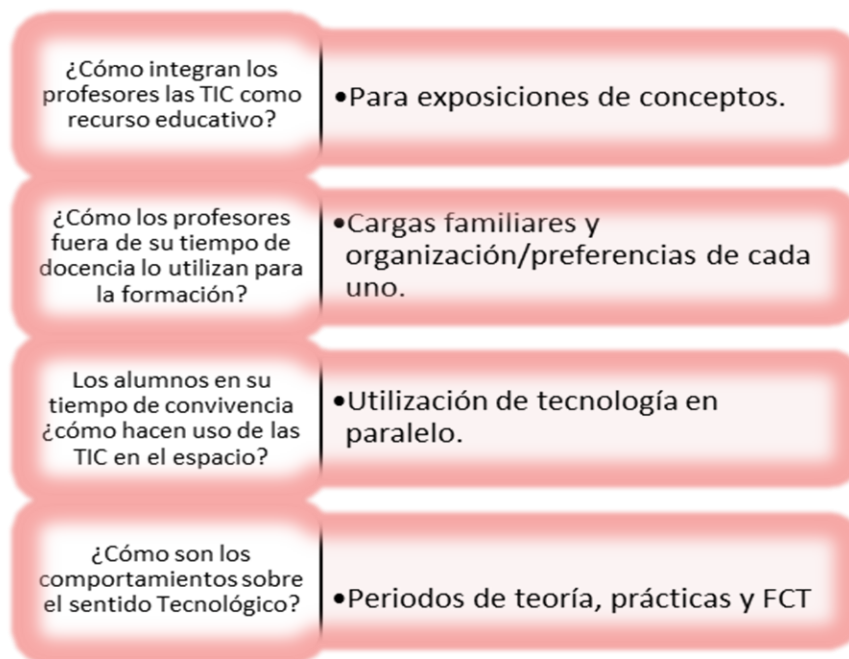 ¿Cómo integran los
profesores las TIC como
recurso educativo?
•Para exposiciones de conceptos.
¿Cómo los profesores
fuera de su tiempo de
docencia lo utilizan para
la formación?
•Cargas familiares y
organización/preferencias de cada
uno.
Los alumnos en su
tiempo de convivencia
¿cómo hacen uso de las
TIC en el espacio?
•Utilización de tecnología en
paralelo.
¿Cómo son los
comportamientos sobre
el sentido Tecnológico?
•Periodos de teoría, prácticas y FCT